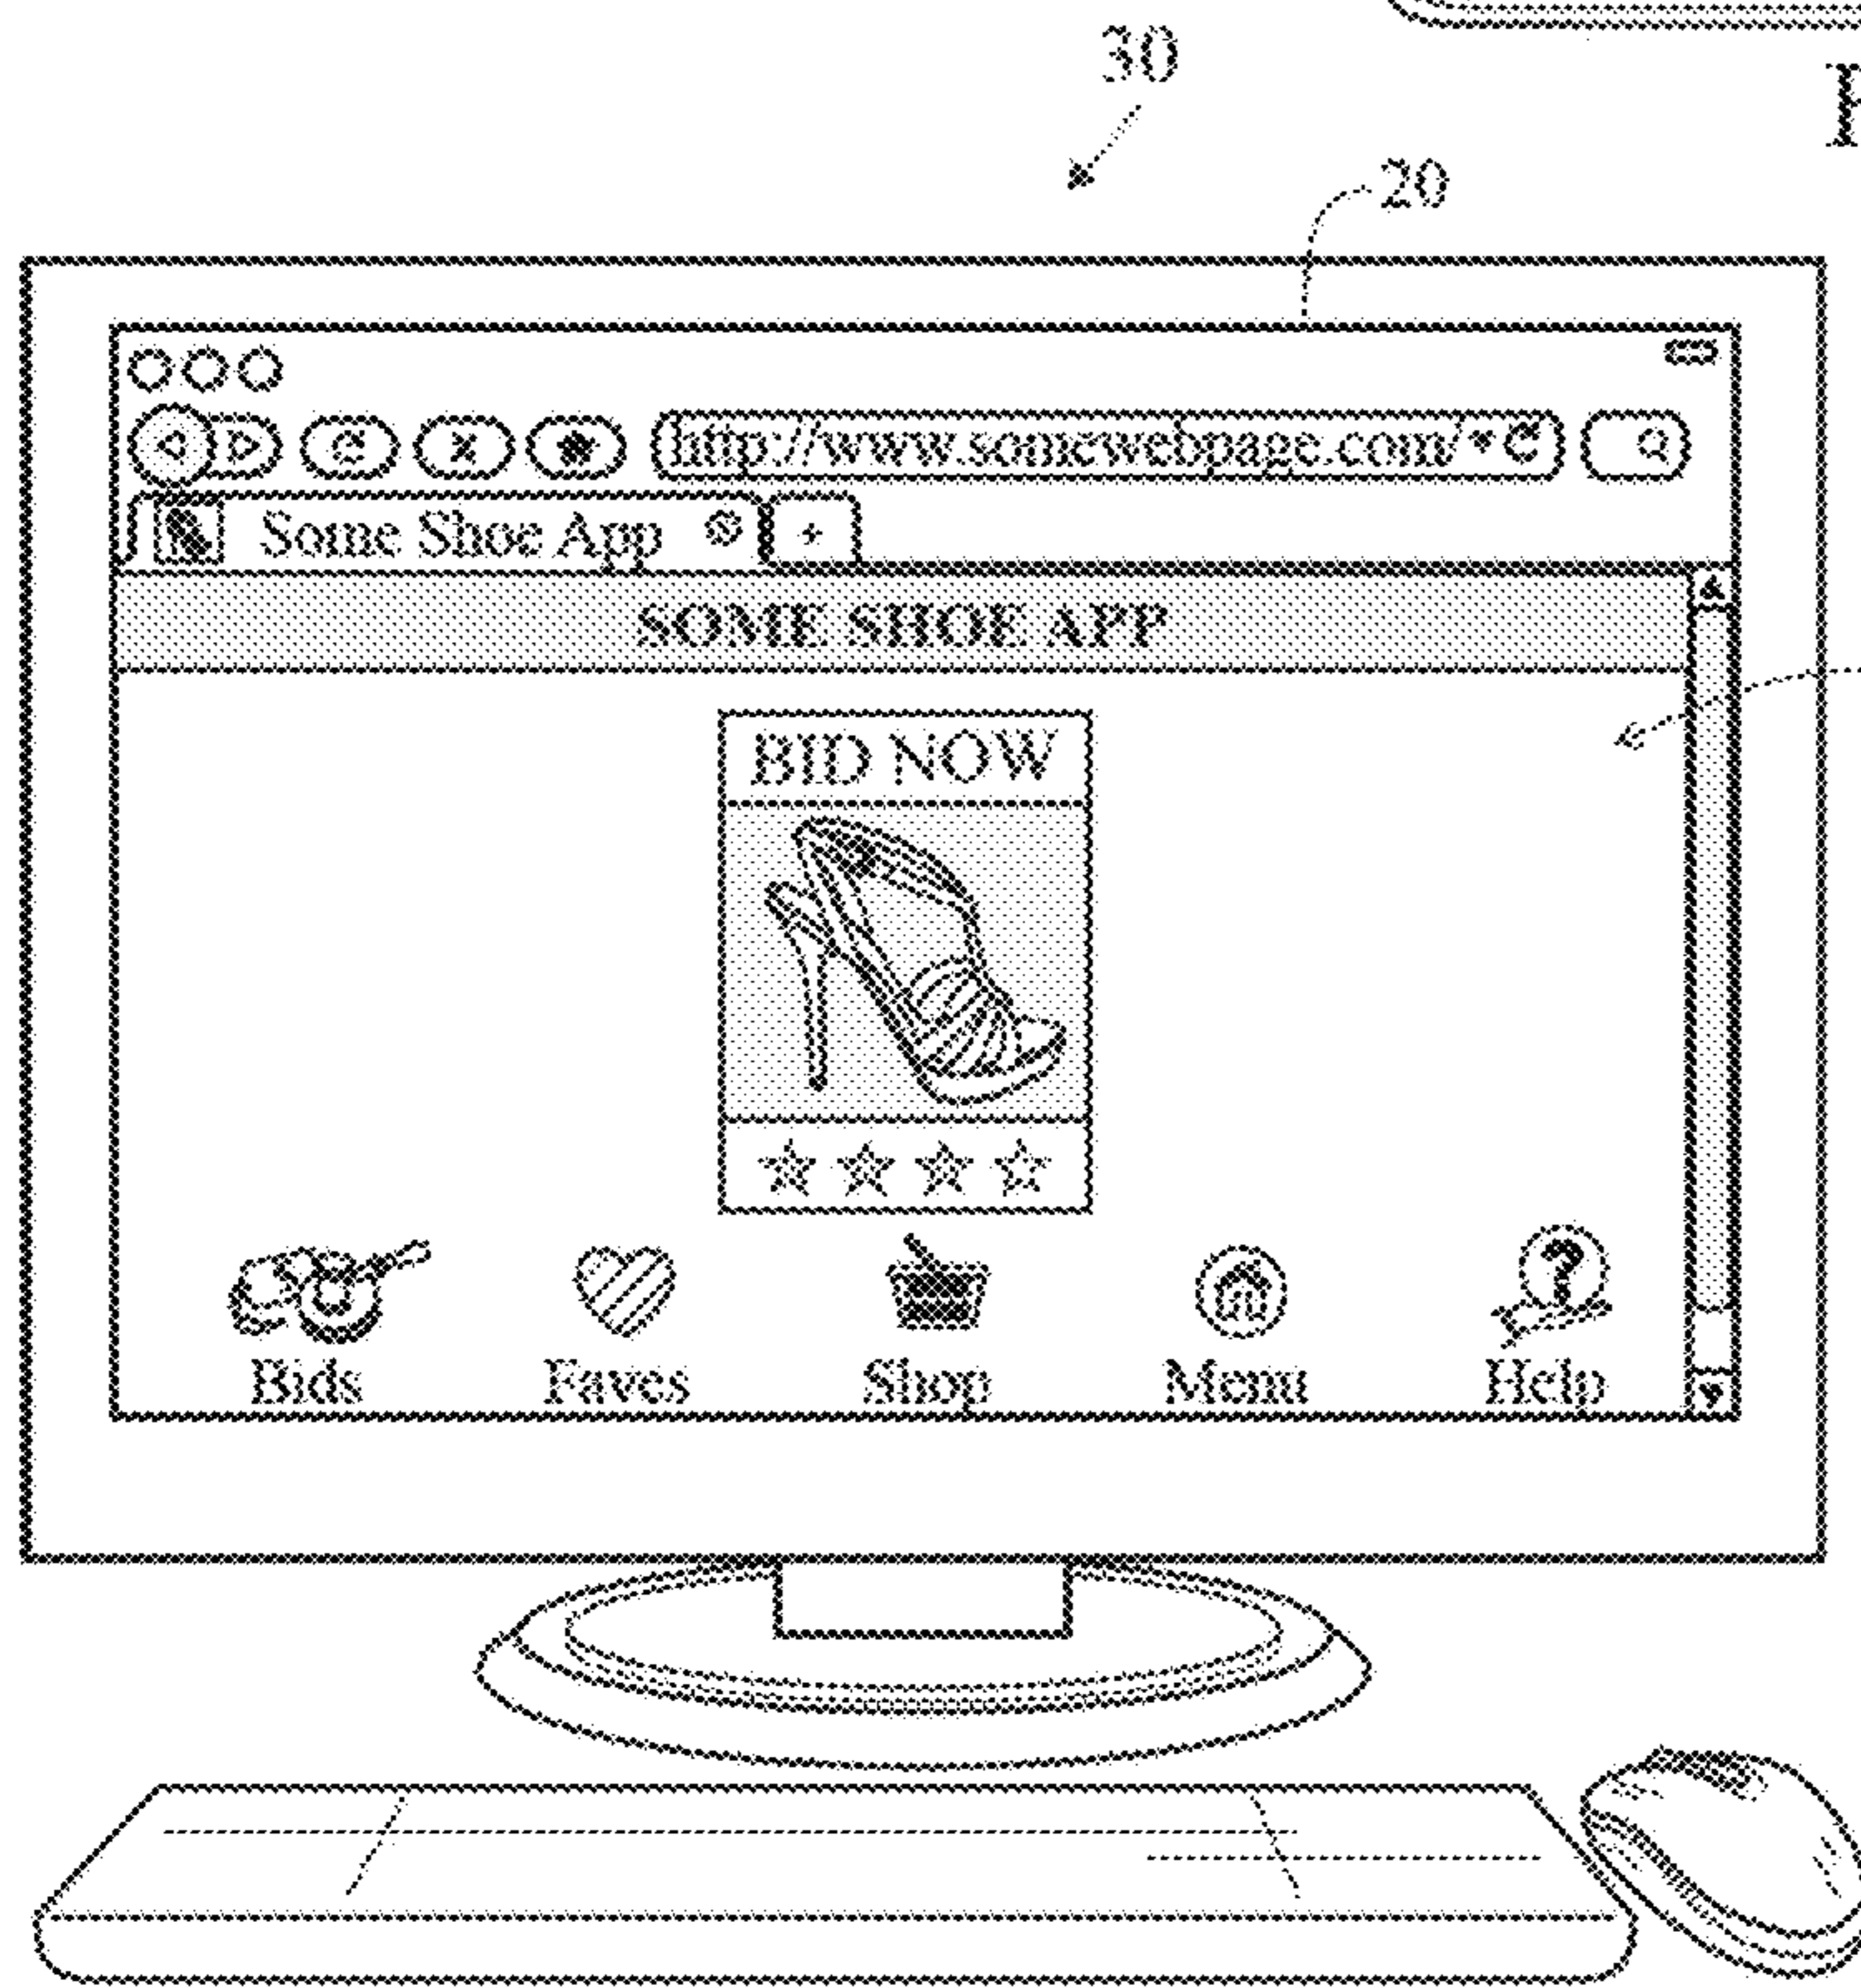 30
20
http://www.somewebpage.com/
Some Shoe App
+
SOME SHOE APP
BID NOW
?
Bids Faves Shop Menu Help